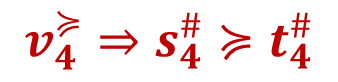 v₄^≽ ⇒ s₄^# ≽ t₄^#